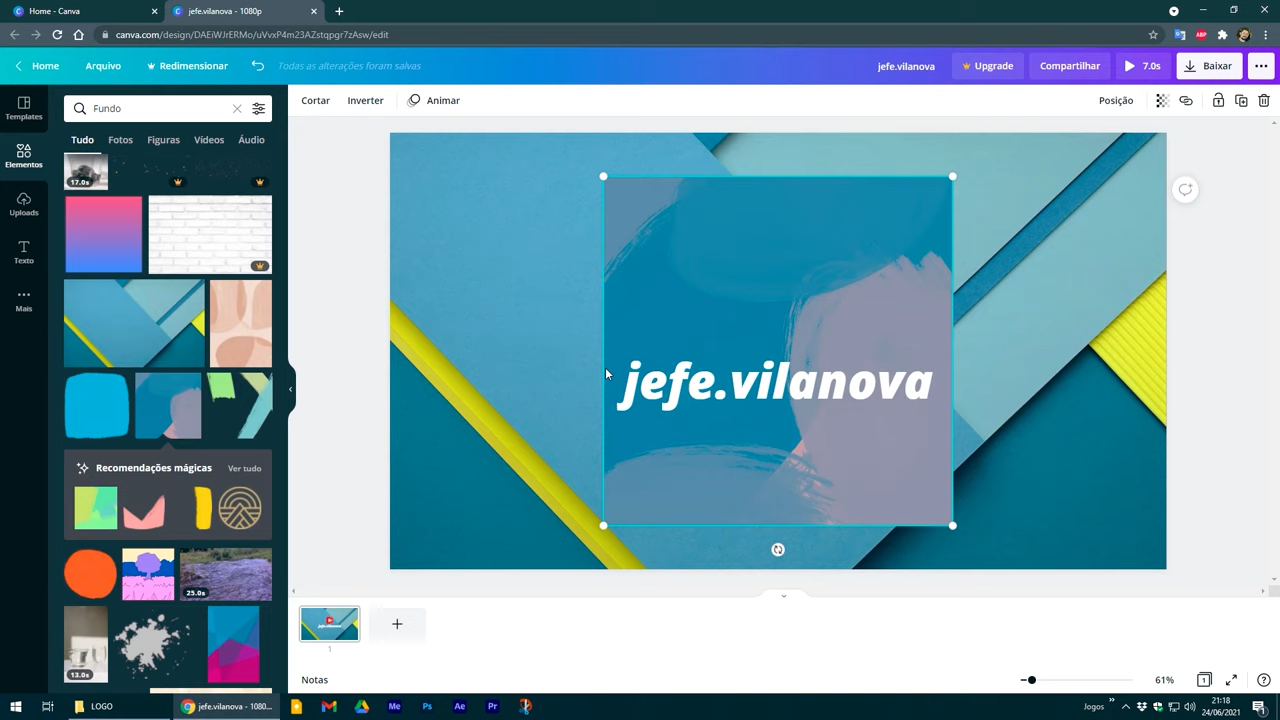 Home - Canva
jefe.vilanova - 1080p
canva.com/design/DAEiWJrERMo/uVvxP4m23AZstqpgr7zAsw/edit
Home
Arquivo
Redimensionar
Todas as alterações foram salvas
jefe.vilanova
Upgrade
Compartilhar
7.0s
Baixar
Templates
Elementos
Uploads
Texto
Mais
Fundo
Tudo
Fotos
Figuras
Vídeos
Áudio
17.0s
Recomendações mágicas
Ver tudo
25.0s
13.0s
Cortar
Inverter
Animar
Posição
jefe.vilanova
1
Notas
61%
1
LOGO
jefe.vilanova - 1080...
Me
Ps
Ae
Pr
Jogos
21:18
24/06/2021